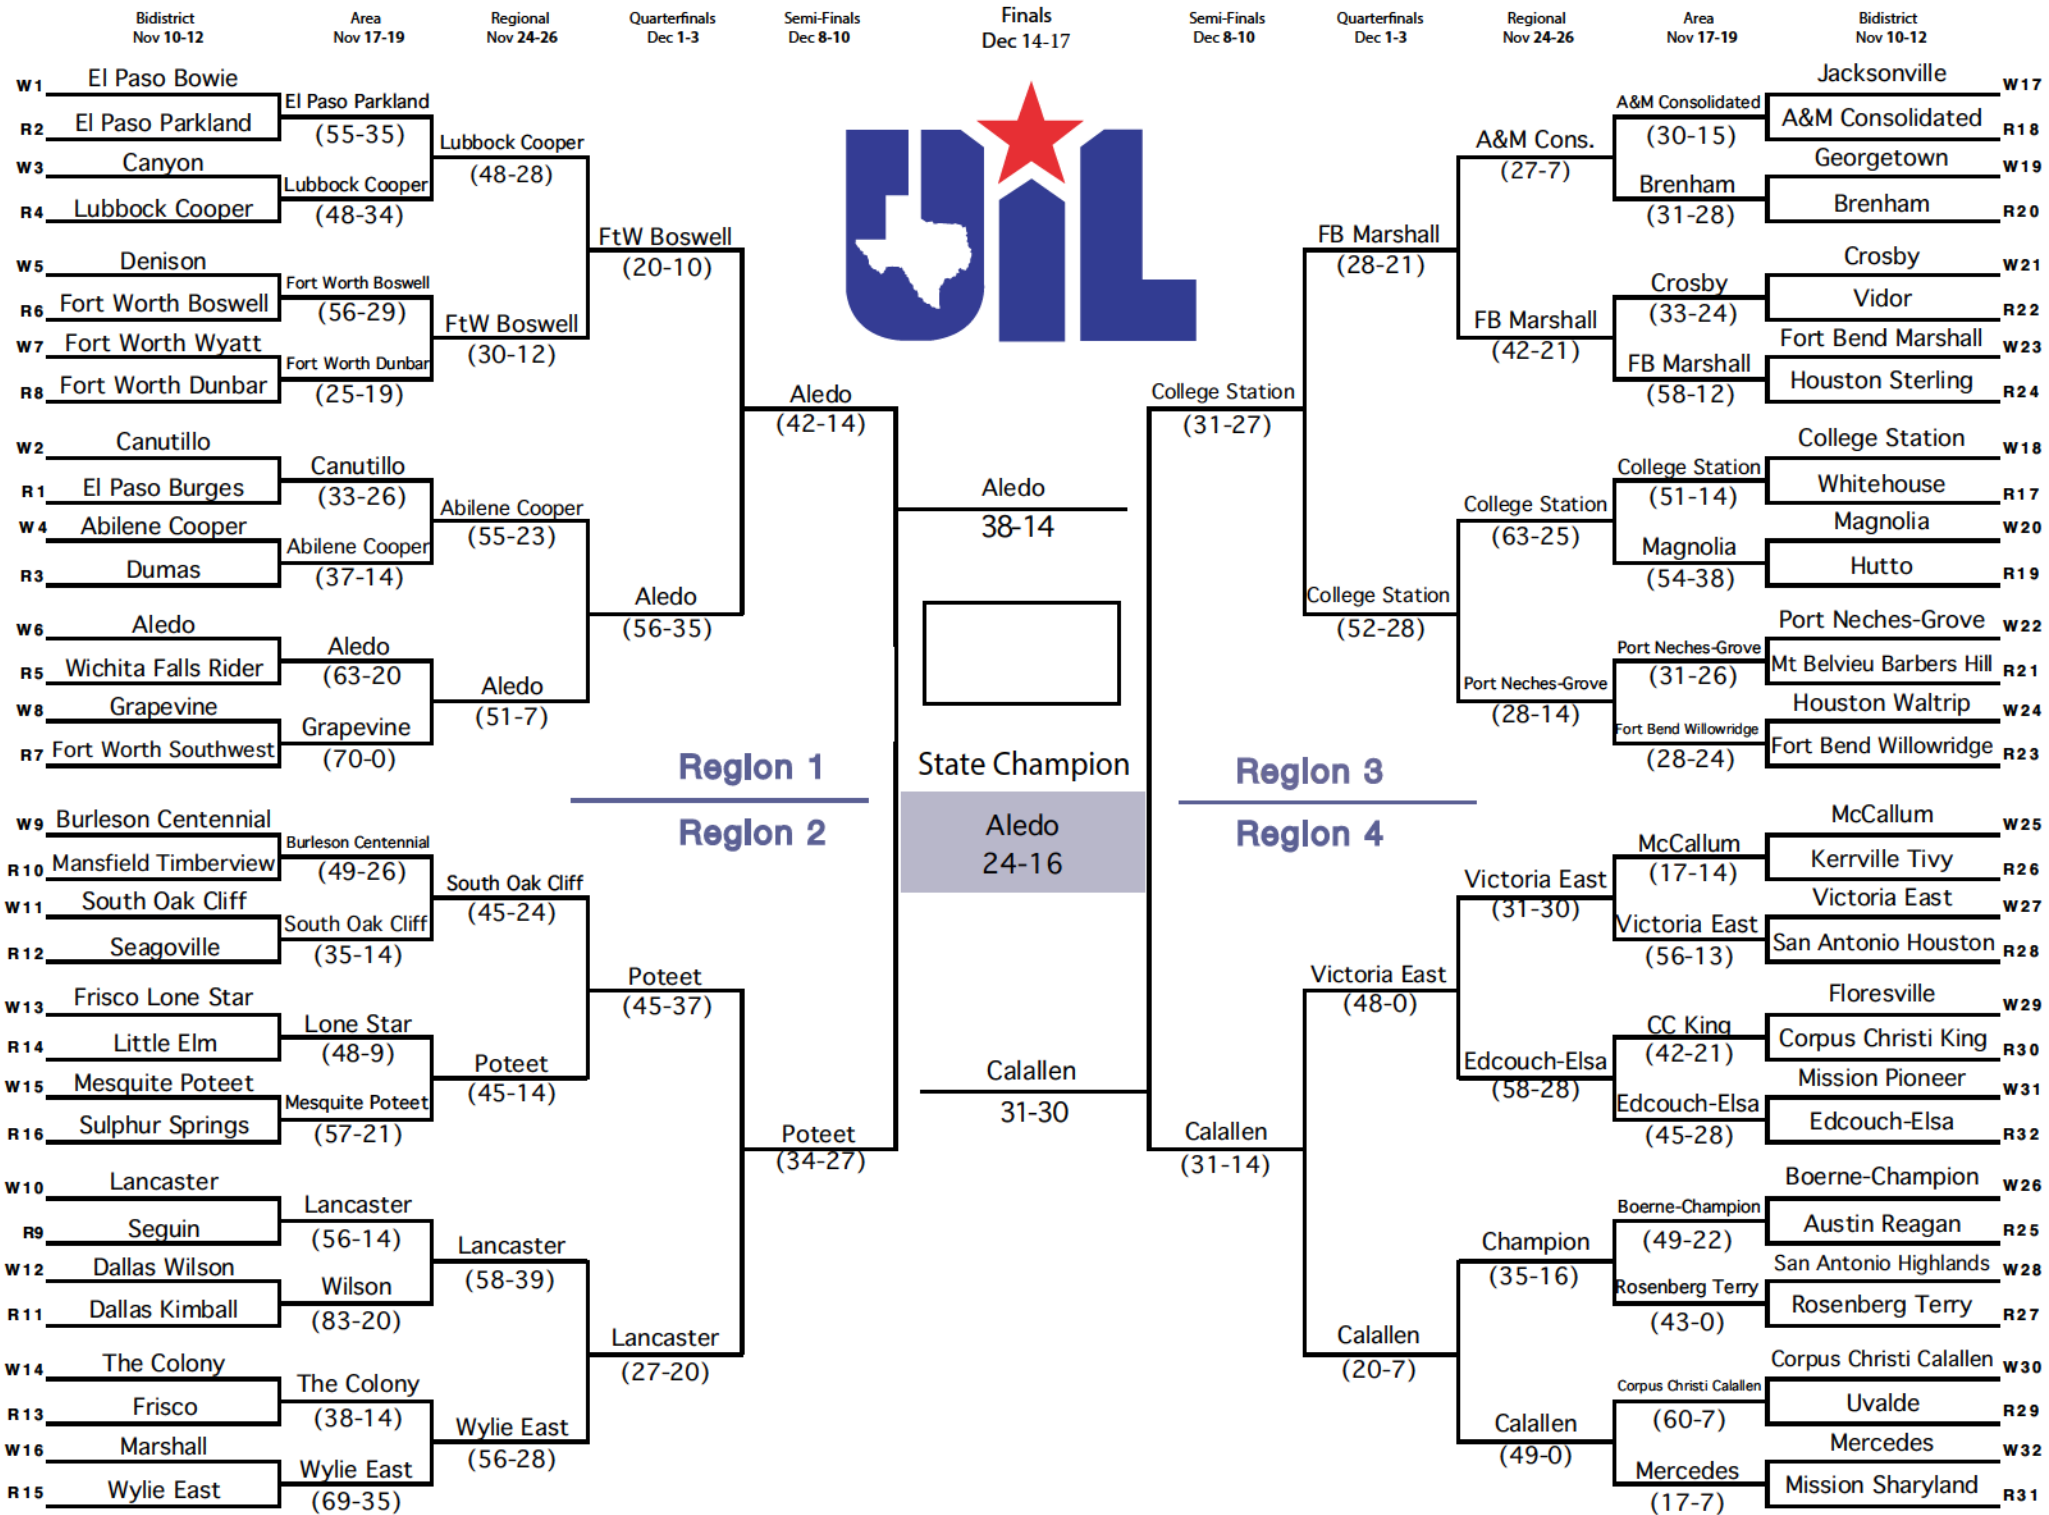 Bidistrict
Nov 10-12
Area
Nov 17-19
Regional
Nov 24-26
Quarterfinals
Dec 1-3
Semi-Finals
Dec 8-10
Finals
Dec 14-17
Semi-Finals
Dec 8-10
Quarterfinals
Dec 1-3
Regional
Nov 24-26
Area
Nov 17-19
Bidistrict
Nov 10-12
W1 El Paso Bowie
R2 El Paso Parkland
W3 Canyon
R4 Lubbock Cooper
W5 Denison
R6 Fort Worth Boswell
W7 Fort Worth Wyatt
R8 Fort Worth Dunbar
W2 Canutillo
R1 El Paso Burges
W4 Abilene Cooper
R3 Dumas
W6 Aledo
R5 Wichita Falls Rider
W8 Grapevine
R7 Fort Worth Southwest
W9 Burleson Centennial
R10 Mansfield Timberview
W11 South Oak Cliff
R12 Seagoville
W13 Frisco Lone Star
R14 Little Elm
W15 Mesquite Poteet
R16 Sulphur Springs
W10 Lancaster
R9 Seguin
W12 Dallas Wilson
R11 Dallas Kimball
W14 The Colony
R13 Frisco
W16 Marshall
R15 Wylie East
El Paso Parkland
(55-35)
Lubbock Cooper
(48-34)
Fort Worth Boswell
(56-29)
Fort Worth Dunbar
(25-19)
Canutillo
(33-26)
Abilene Cooper
(37-14)
Aledo
(63-20
Grapevine
(70-0)
Burleson Centennial
(49-26)
South Oak Cliff
(35-14)
Lone Star
(48-9)
Mesquite Poteet
(57-21)
Lancaster
(56-14)
Wilson
(83-20)
The Colony
(38-14)
Wylie East
(69-35)
Lubbock Cooper
(48-28)
FtW Boswell
(30-12)
Abilene Cooper
(55-23)
Aledo
(51-7)
South Oak Cliff
(45-24)
Poteet
(45-14)
Lancaster
(58-39)
Wylie East
(56-28)
FtW Boswell
(20-10)
Aledo
(56-35)
Poteet
(45-37)
Lancaster
(27-20)
Aledo
(42-14)
Poteet
(34-27)
Region 1
Region 2
UIL
Aledo
38-14
State Champion
Aledo
24-16
Calallen
31-30
Region 3
Region 4
College Station
(31-27)
Calallen
(31-14)
FB Marshall
(28-21)
College Station
(52-28)
Victoria East
(48-0)
Calallen
(20-7)
A&M Cons.
(27-7)
FB Marshall
(42-21)
College Station
(63-25)
Port Neches-Grove
(28-14)
Victoria East
(31-30)
Edcouch-Elsa
(58-28)
Champion
(35-16)
Calallen
(49-0)
A&M Consolidated
(30-15)
Brenham
(31-28)
Crosby
(33-24)
FB Marshall
(58-12)
College Station
(51-14)
Magnolia
(54-38)
Port Neches-Grove
(31-26)
Fort Bend Willowridge
(28-24)
McCallum
(17-14)
Victoria East
(56-13)
CC King
(42-21)
Edcouch-Elsa
(45-28)
Boerne-Champion
(49-22)
Rosenberg Terry
(43-0)
Corpus Christi Calallen
(60-7)
Mercedes
(17-7)
Jacksonville W17
A&M Consolidated R18
Georgetown W19
Brenham R20
Crosby W21
Vidor R22
Fort Bend Marshall W23
Houston Sterling R24
College Station W18
Whitehouse R17
Magnolia W20
Hutto R19
Port Neches-Grove W22
Mt Belvieu Barbers Hill R21
Houston Waltrip W24
Fort Bend Willowridge R23
McCallum W25
Kerrville Tivy R26
Victoria East W27
San Antonio Houston R28
Floresville W29
Corpus Christi King R30
Mission Pioneer W31
Edcouch-Elsa R32
Boerne-Champion W26
Austin Reagan R25
San Antonio Highlands W28
Rosenberg Terry R27
Corpus Christi Calallen W30
Uvalde R29
Mercedes W32
Mission Sharyland R31